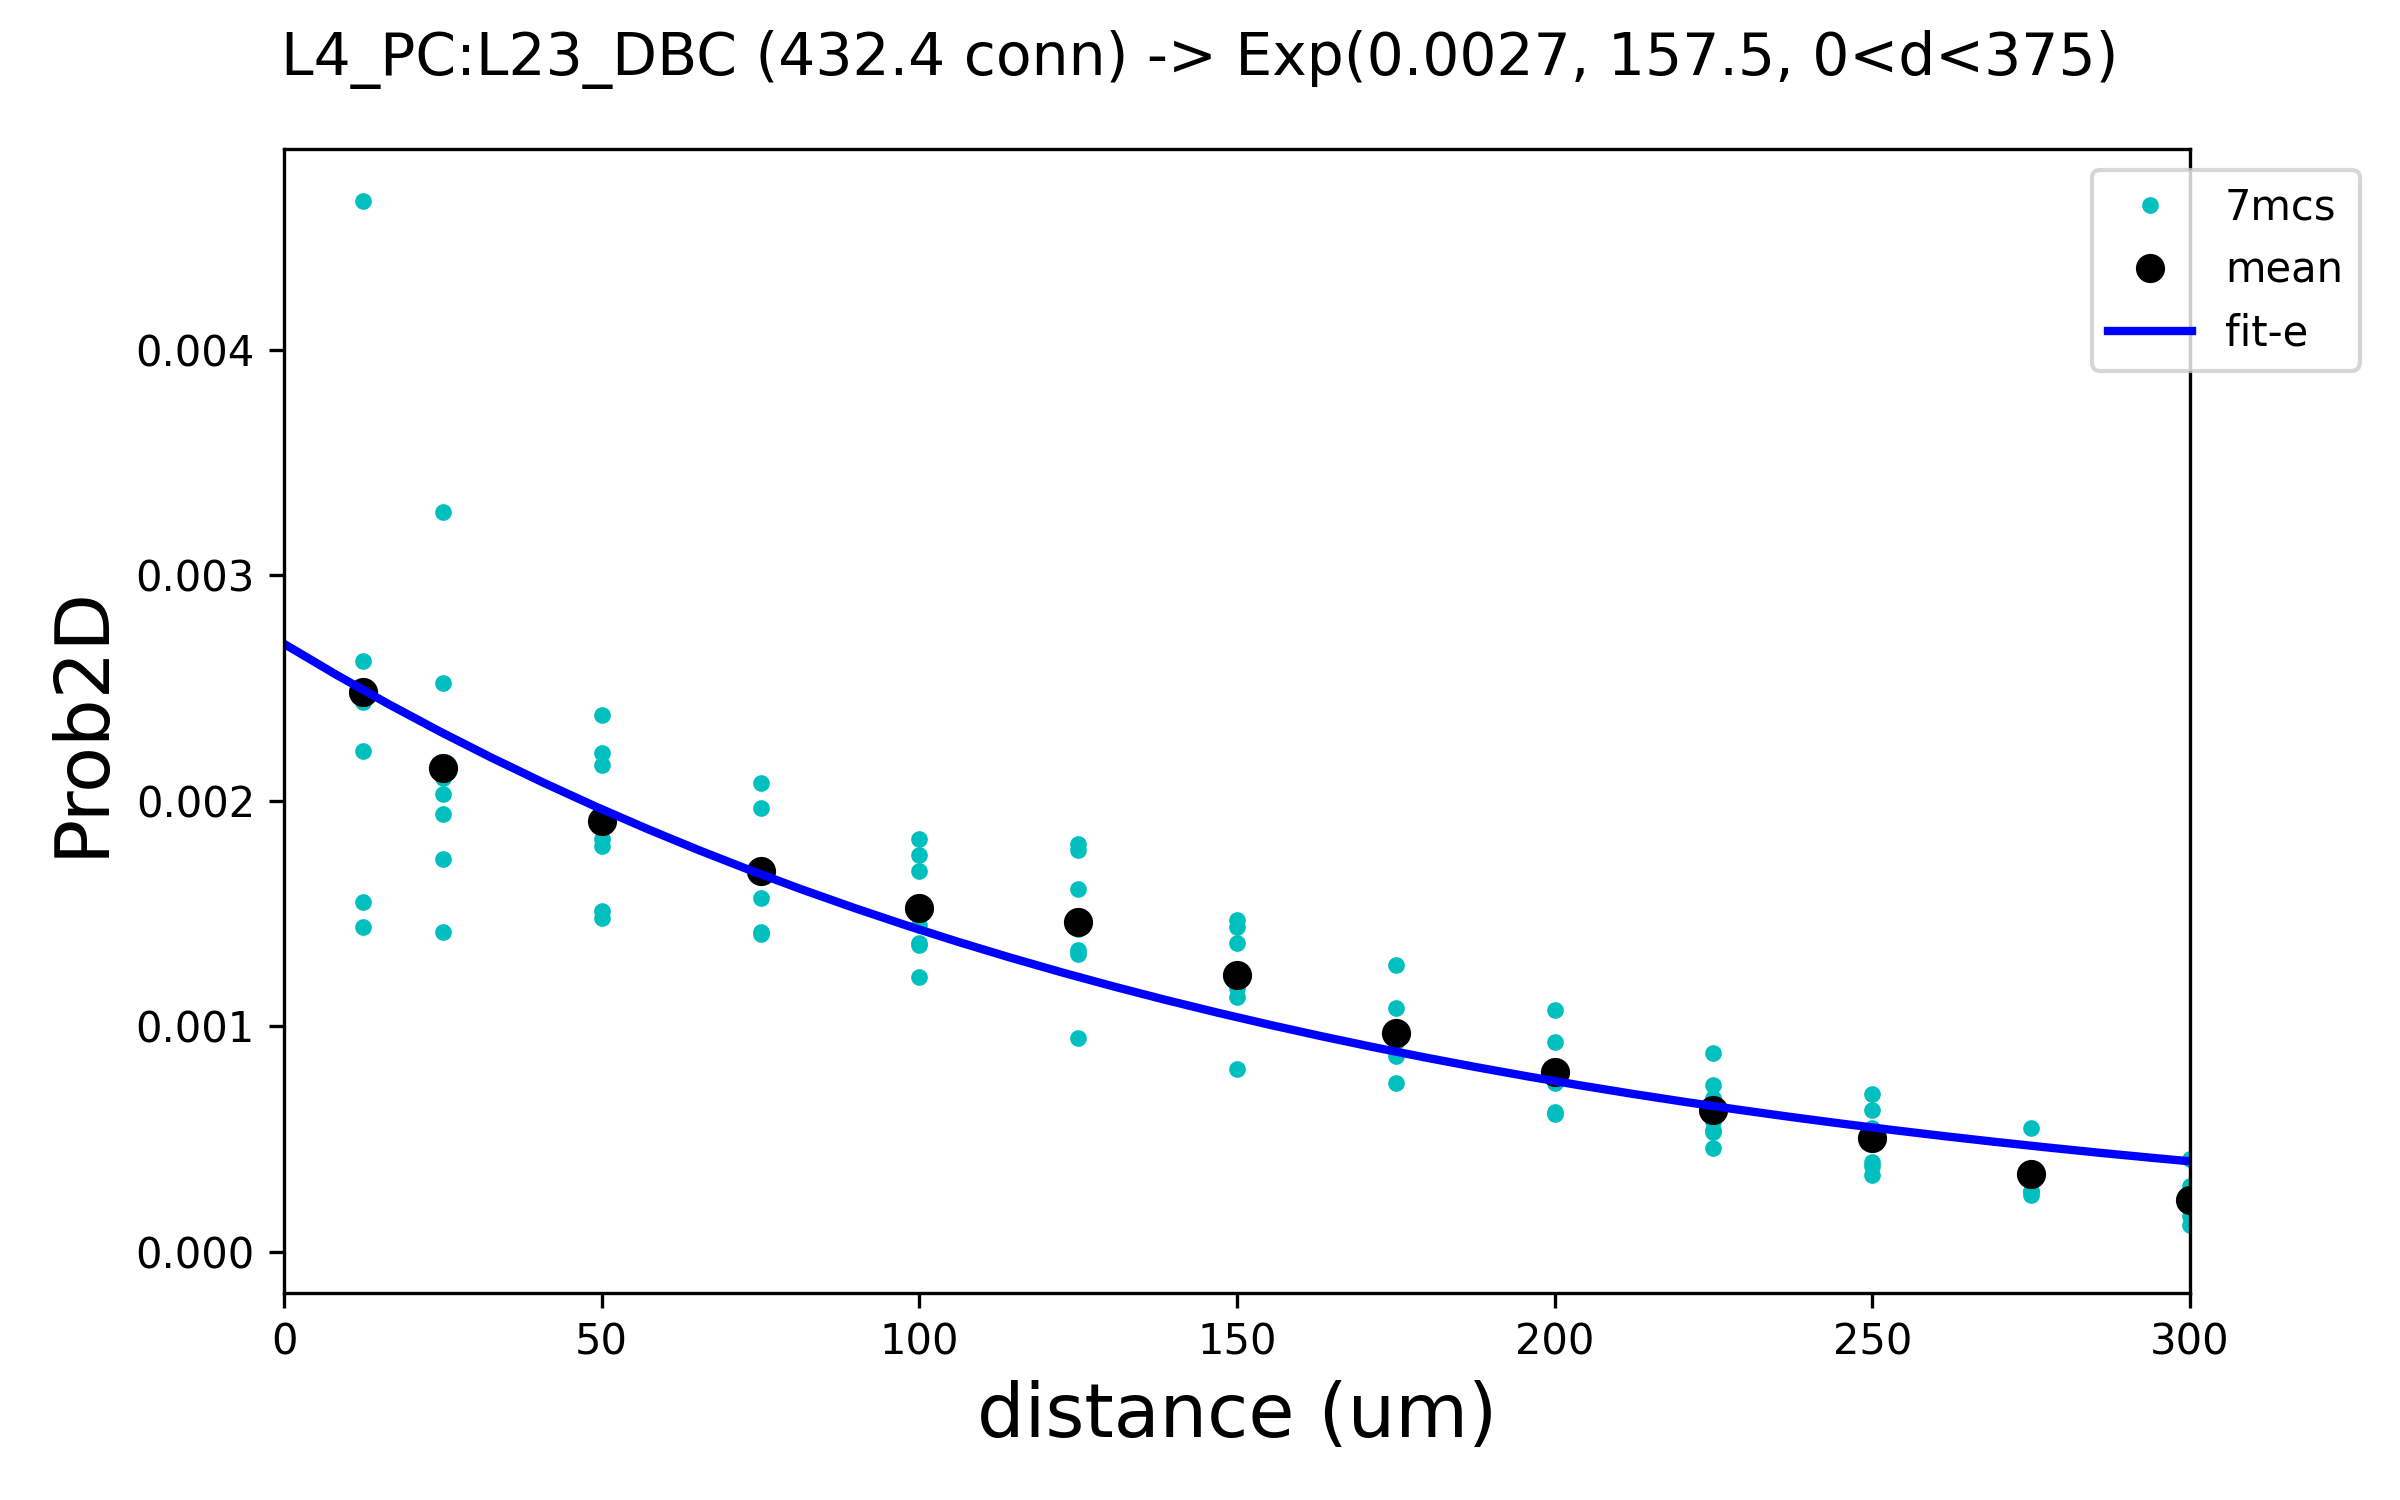 L4_PC:L23_DBC (432.4 conn) -> Exp(0.0027, 157.5, 0<d<375)
7mcs
mean
fit-e
0.004
0.003
0.002
0.001
0.000
Prob2D
0 50 100 150 200 250 300
distance (um)